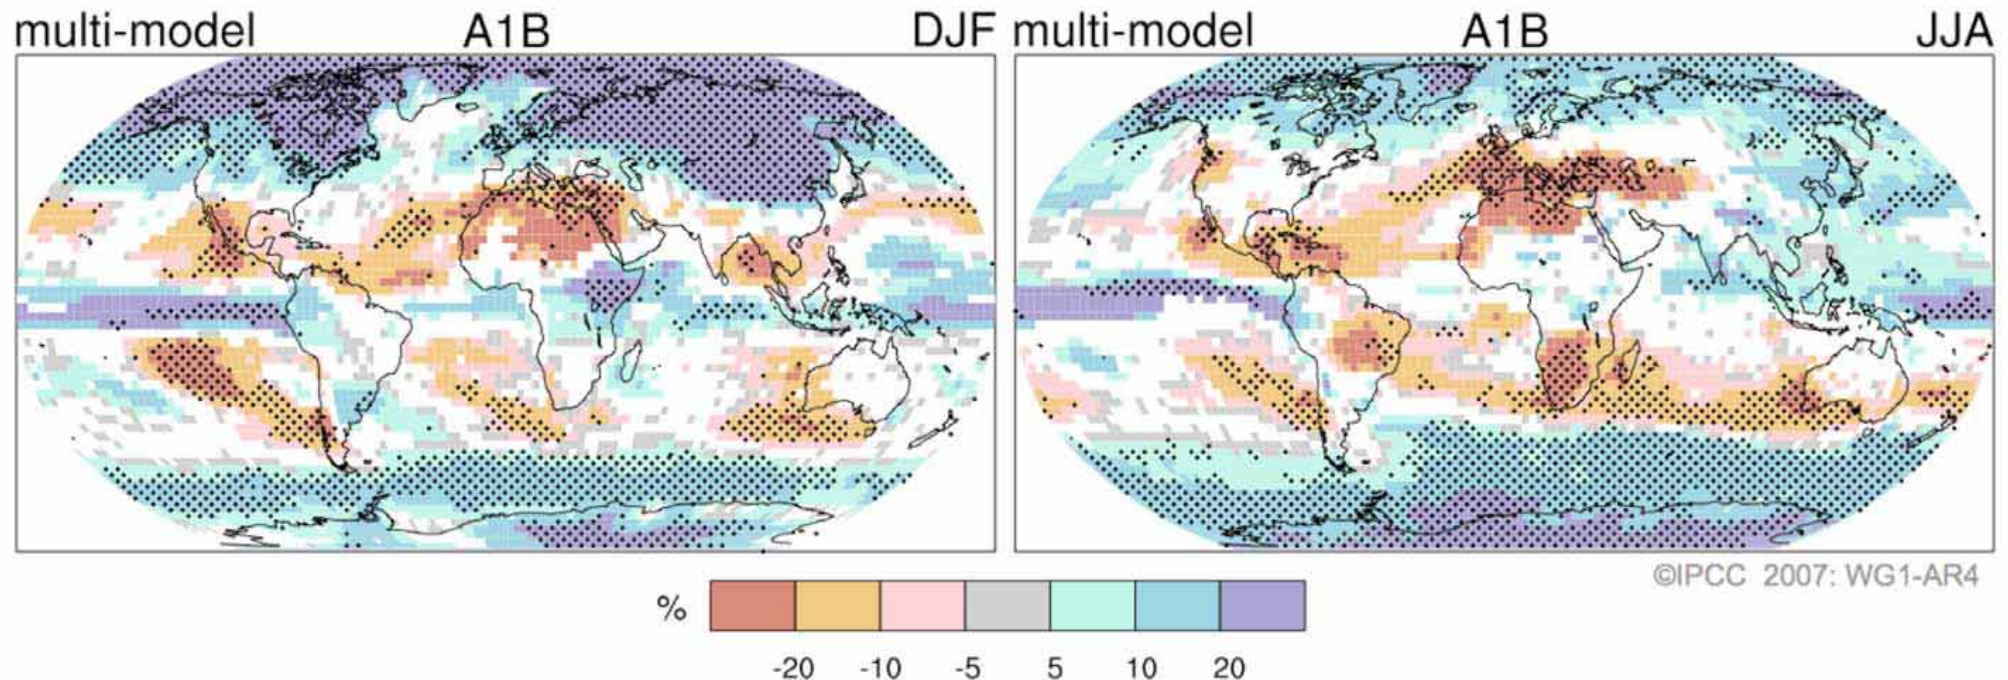 multi-model A1B DJF
multi-model A1B JJA
©IPCC 2007: WG1-AR4
%
-20 -10 -5 5 10 20